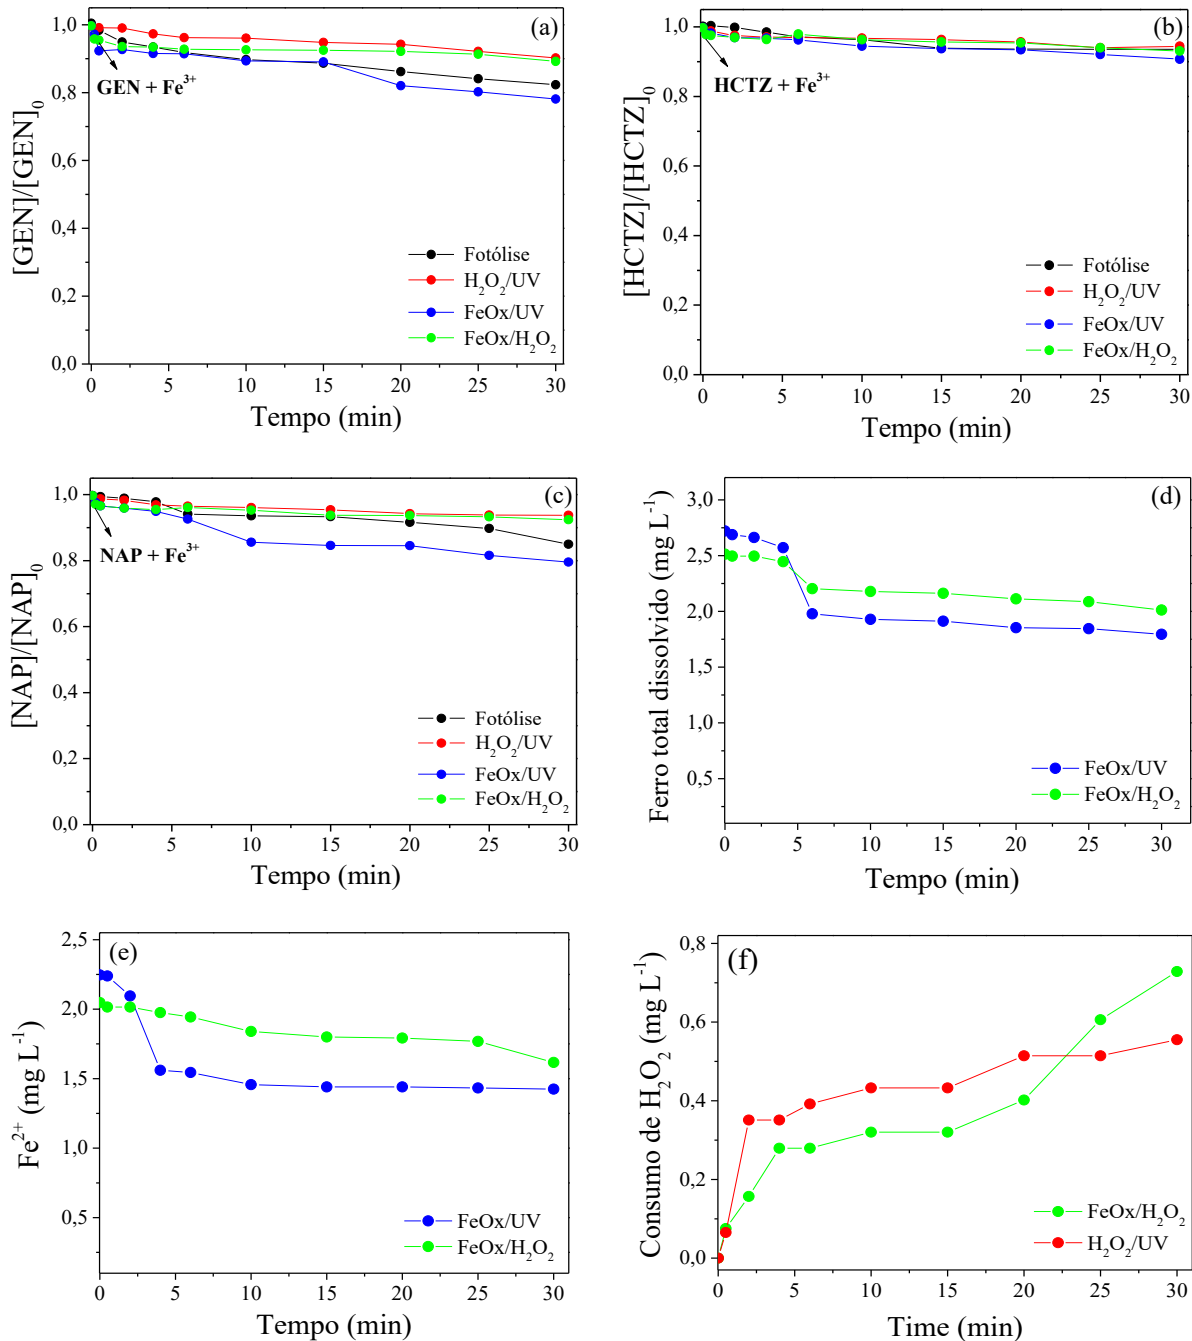 (a)
[GEN]/[GEN]₀
1,0
0,8
0,6
0,4
0,2
0,0
GEN + Fe³⁺
Fotólise
H₂O₂/UV
FeOx/UV
FeOx/H₂O₂
0 5 10 15 20 25 30
Tempo (min)
(b)
[HCTZ]/[HCTZ]₀
1,0
0,8
0,6
0,4
0,2
0,0
HCTZ + Fe³⁺
Fotólise
H₂O₂/UV
FeOx/UV
FeOx/H₂O₂
0 5 10 15 20 25 30
Tempo (min)
(c)
[NAP]/[NAP]₀
1,0
0,8
0,6
0,4
0,2
0,0
NAP + Fe³⁺
Fotólise
H₂O₂/UV
FeOx/UV
FeOx/H₂O₂
0 5 10 15 20 25 30
Tempo (min)
(d)
Ferro total dissolvido (mg L⁻¹)
3,0
2,5
2,0
1,5
1,0
0,5
FeOx/UV
FeOx/H₂O₂
0 5 10 15 20 25 30
Tempo (min)
(e)
Fe²⁺ (mg L⁻¹)
2,5
2,0
1,5
1,0
0,5
FeOx/UV
FeOx/H₂O₂
0 5 10 15 20 25 30
Tempo (min)
(f)
Consumo de H₂O₂ (mg L⁻¹)
0,8
0,6
0,4
0,2
0,0
FeOx/H₂O₂
H₂O₂/UV
0 5 10 15 20 25 30
Time (min)